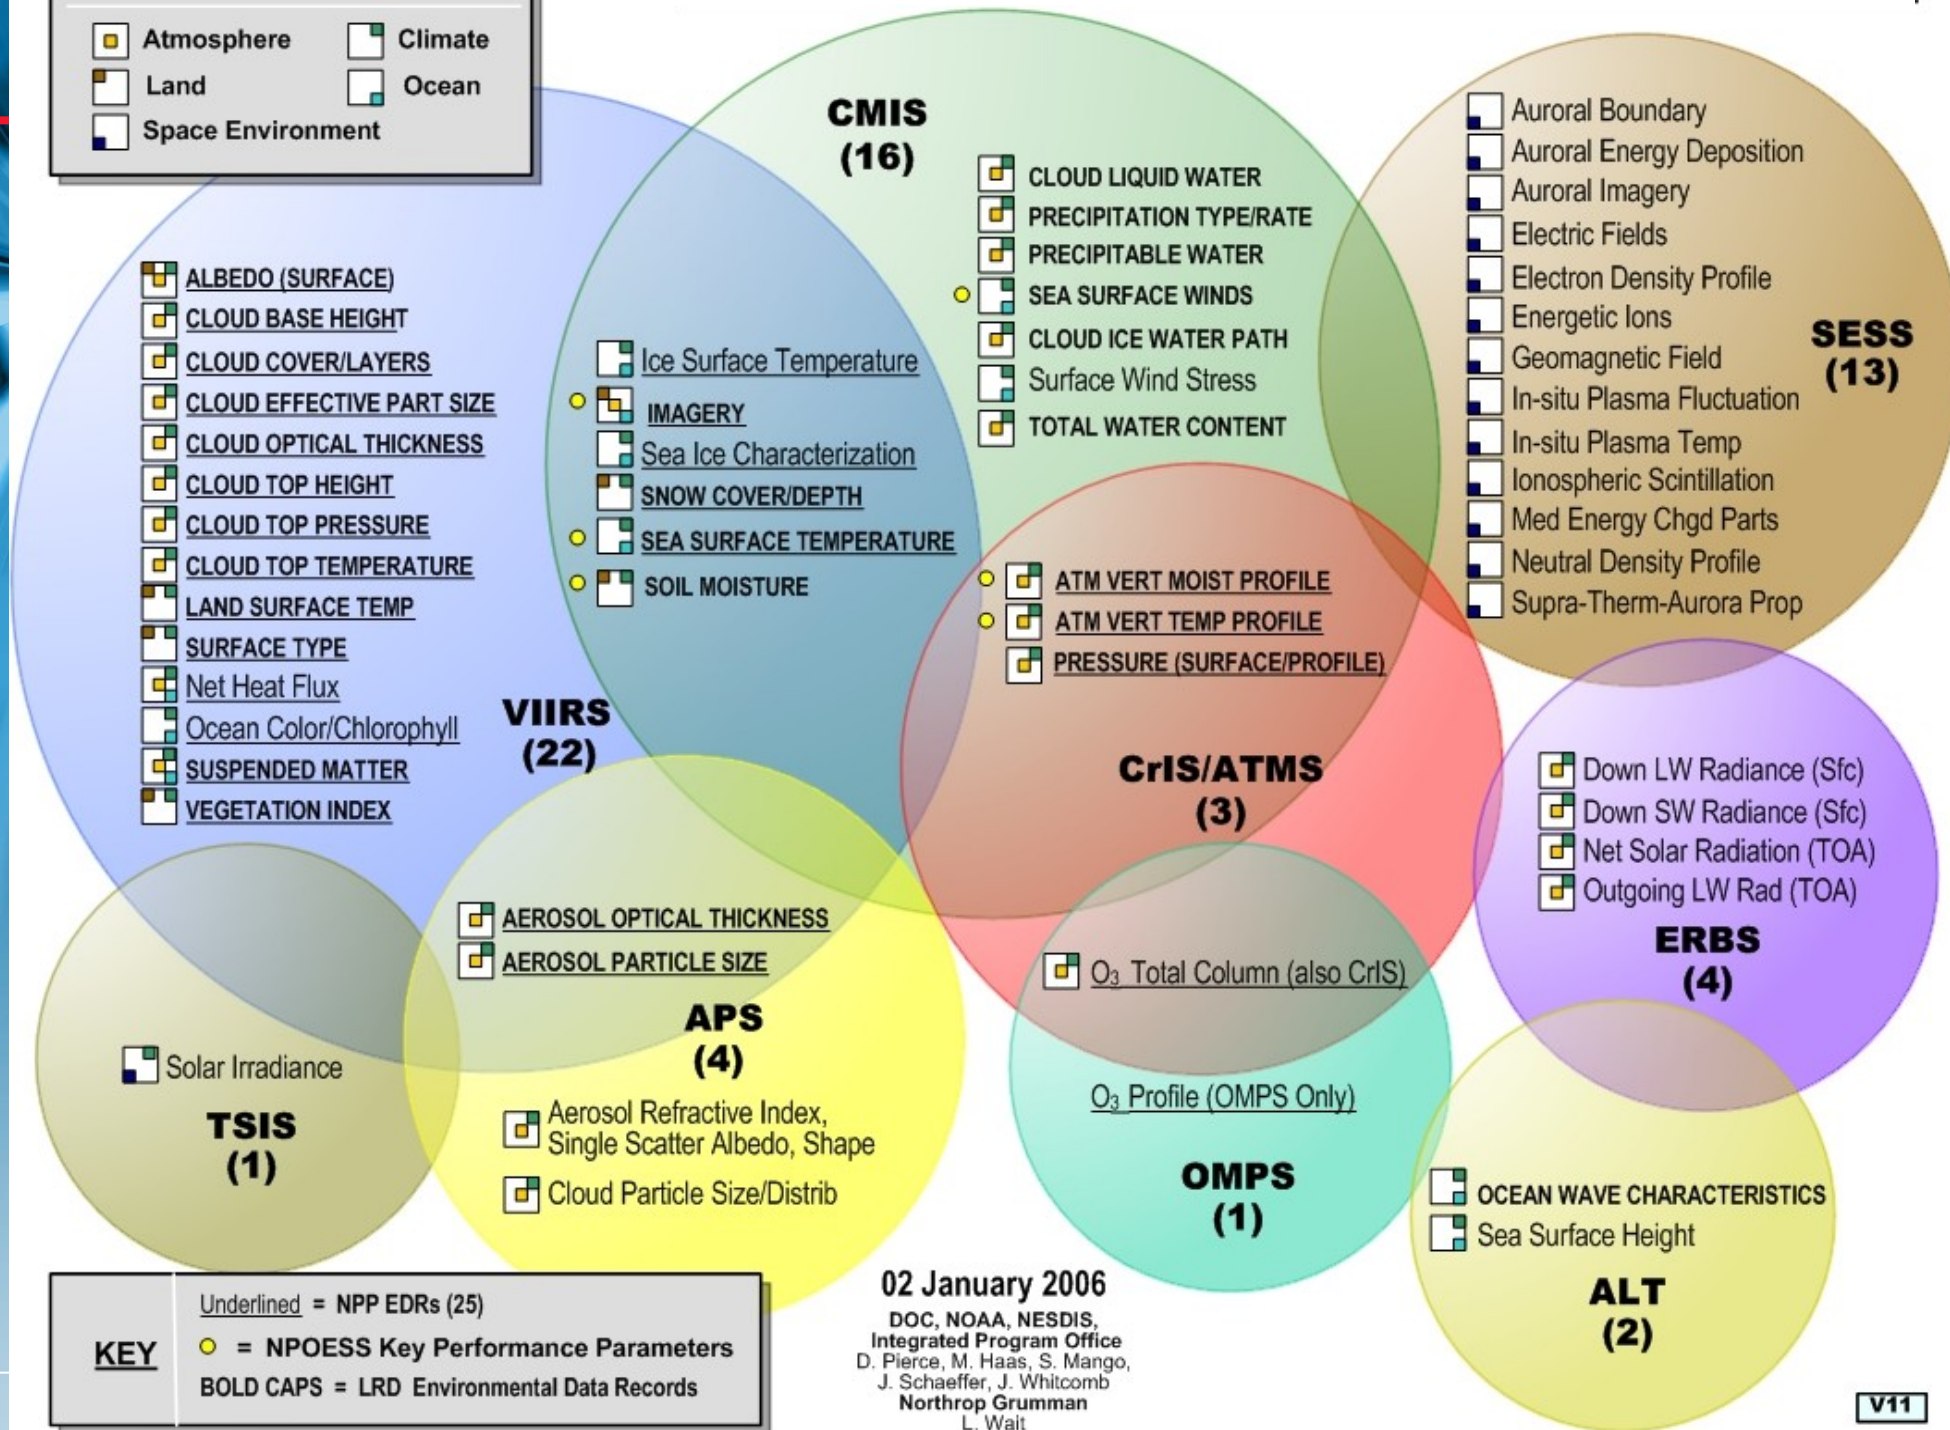 Atmosphere
Climate
Land
Ocean
Space Environment
CMIS
(16)
CLOUD LIQUID WATER
PRECIPITATION TYPE/RATE
PRECIPITABLE WATER
SEA SURFACE WINDS
CLOUD ICE WATER PATH
Surface Wind Stress
TOTAL WATER CONTENT
Auroral Boundary
Auroral Energy Deposition
Auroral Imagery
Electric Fields
Electron Density Profile
Energetic Ions
Geomagnetic Field
In-situ Plasma Fluctuation
In-situ Plasma Temp
Ionospheric Scintillation
Med Energy Chgd Parts
Neutral Density Profile
Supra-Therm-Aurora Prop
SESS
(13)
ALBEDO (SURFACE)
CLOUD BASE HEIGHT
CLOUD COVER/LAYERS
CLOUD EFFECTIVE PART SIZE
CLOUD OPTICAL THICKNESS
CLOUD TOP HEIGHT
CLOUD TOP PRESSURE
CLOUD TOP TEMPERATURE
LAND SURFACE TEMP
SURFACE TYPE
Net Heat Flux
Ocean Color/Chlorophyll
SUSPENDED MATTER
VEGETATION INDEX
VIIRS
(22)
Ice Surface Temperature
IMAGERY
Sea Ice Characterization
SNOW COVER/DEPTH
SEA SURFACE TEMPERATURE
SOIL MOISTURE
ATM VERT MOIST PROFILE
ATM VERT TEMP PROFILE
PRESSURE (SURFACE/PROFILE)
CrIS/ATMS
(3)
Down LW Radiance (Sfc)
Down SW Radiance (Sfc)
Net Solar Radiation (TOA)
Outgoing LW Rad (TOA)
ERBS
(4)
AEROSOL OPTICAL THICKNESS
AEROSOL PARTICLE SIZE
APS
(4)
Aerosol Refractive Index,
Single Scatter Albedo, Shape
Cloud Particle Size/Distrib
Solar Irradiance
TSIS
(1)
O3 Total Column (also CrIS)
O3 Profile (OMPS Only)
OMPS
(1)
OCEAN WAVE CHARACTERISTICS
Sea Surface Height
ALT
(2)
KEY
Underlined = NPP EDRs (25)
= NPOESS Key Performance Parameters
BOLD CAPS = LRD Environmental Data Records
02 January 2006
DOC, NOAA, NESDIS,
Integrated Program Office
D. Pierce, M. Haas, S. Mango,
J. Schaeffer, J. Whitcomb
Northrop Grumman
L. Wait
V11